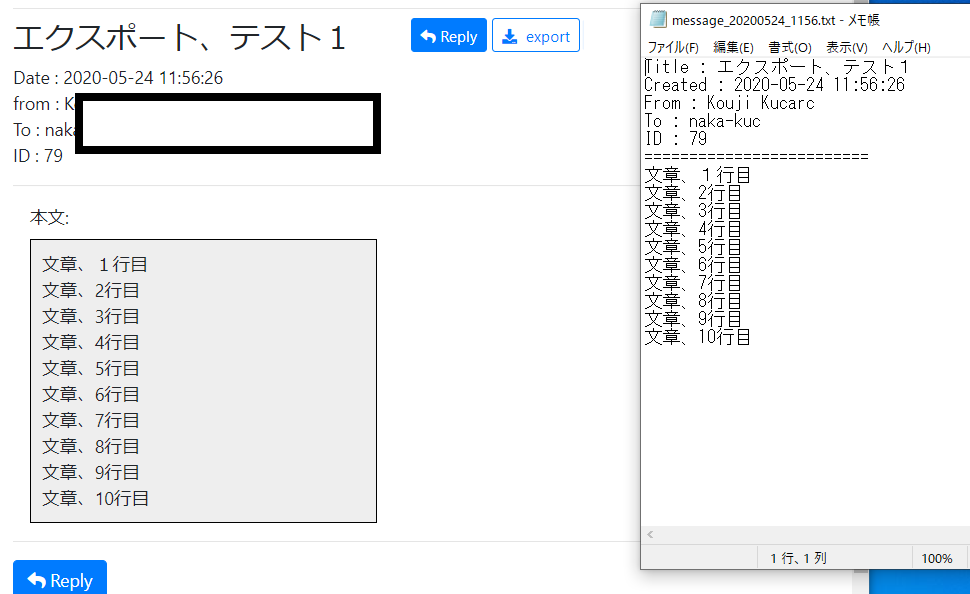 エクスポート、テスト１
Reply
export
Date : 2020-05-24 11:56:26
from :
To :
ID : 79
本文:
文章、１行目
文章、2行目
文章、3行目
文章、4行目
文章、5行目
文章、6行目
文章、7行目
文章、8行目
文章、9行目
文章、10行目
Reply
message_20200524_1156.txt - メモ帳
ファイル(F) 編集(E) 書式(O) 表示(V) ヘルプ(H)
Title : エクスポート、テスト１
Created : 2020-05-24 11:56:26
From : Kouji Kucarc
To : naka-kuc
ID : 79
=========================
文章、１行目
文章、2行目
文章、3行目
文章、4行目
文章、5行目
文章、6行目
文章、7行目
文章、8行目
文章、9行目
文章、10行目
1 行、1 列
100%